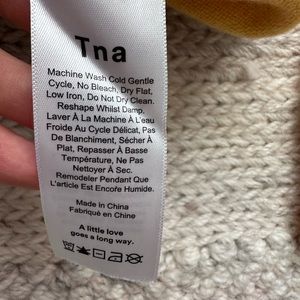 Tna
Machine Wash Cold Gentle
Cycle, No Bleach, Dry Flat,
Low Iron, Do Not Dry Clean.
Reshape Whilst Damp.
Laver À La Machine À L'eau
Froide Au Cycle Délicat, Pas
De Blanchiment, Sécher À
Plat, Repasser À Basse
Température, Ne Pas
Nettoyer À Sec.
Remodeler Pendant Que
L'article Est Encore Humide.
Made in China
Fabriqué en Chine
A little love
goes a long way.